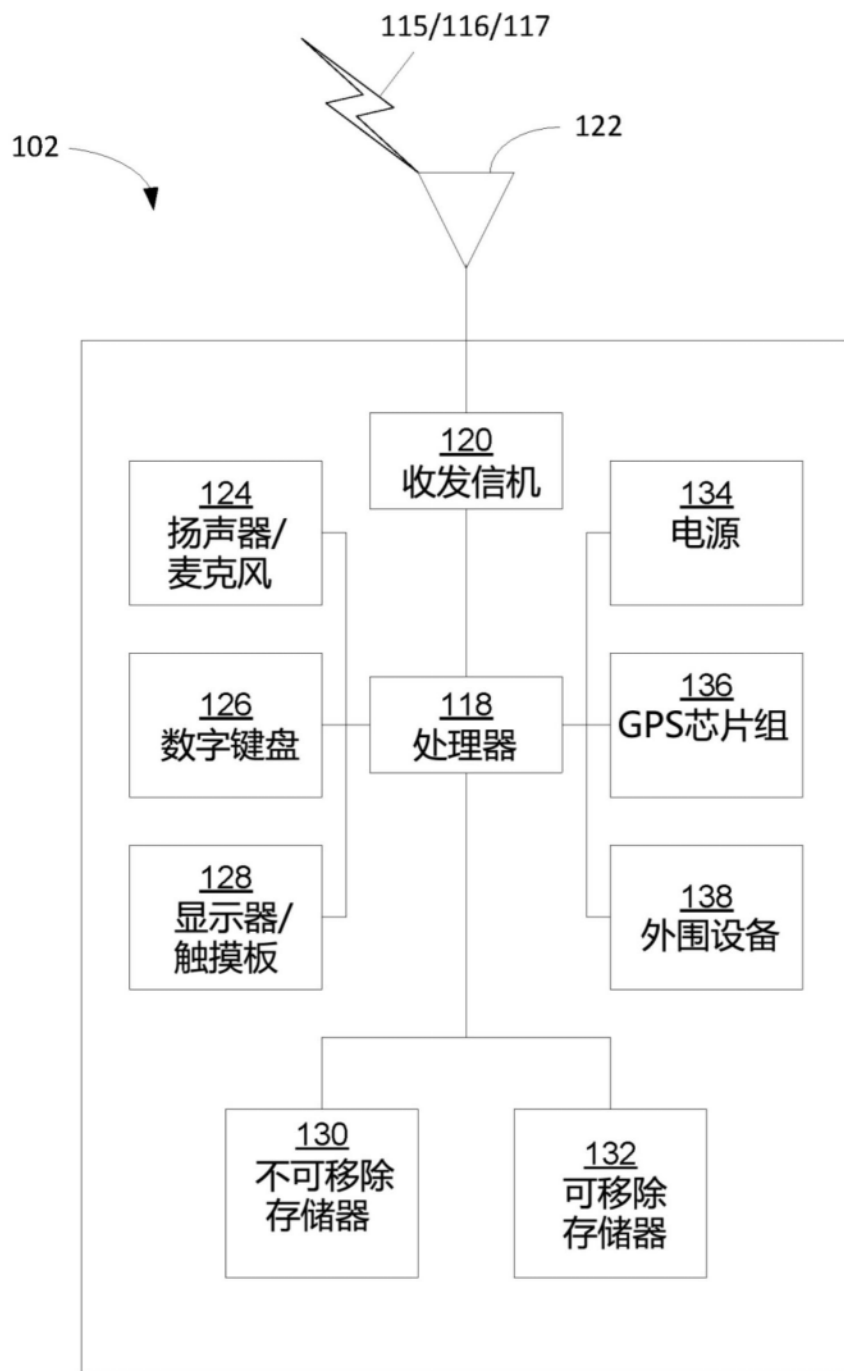 115/116/117
122
102
120
收发信机
124
扬声器/
麦克风
134
电源
126
数字键盘
118
处理器
136
GPS芯片组
128
显示器/
触摸板
138
外围设备
130
不可移除
存储器
132
可移除
存储器